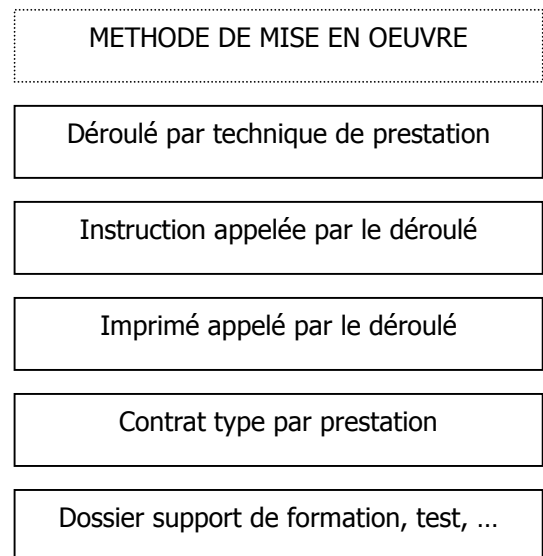 METHODE DE MISE EN OEUVRE
Déroulé par technique de prestation
Instruction appelée par le déroulé
Imprimé appelé par le déroulé
Contrat type par prestation
Dossier support de formation, test, ...